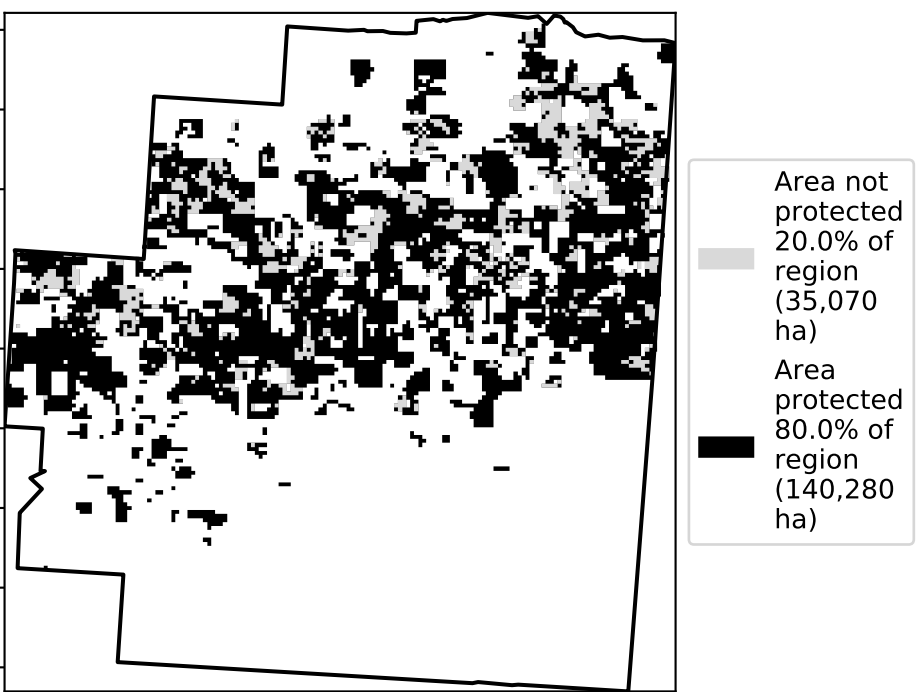 Area not
protected
20.0% of
region
(35,070
ha)
Area
protected
80.0% of
region
(140,280
ha)